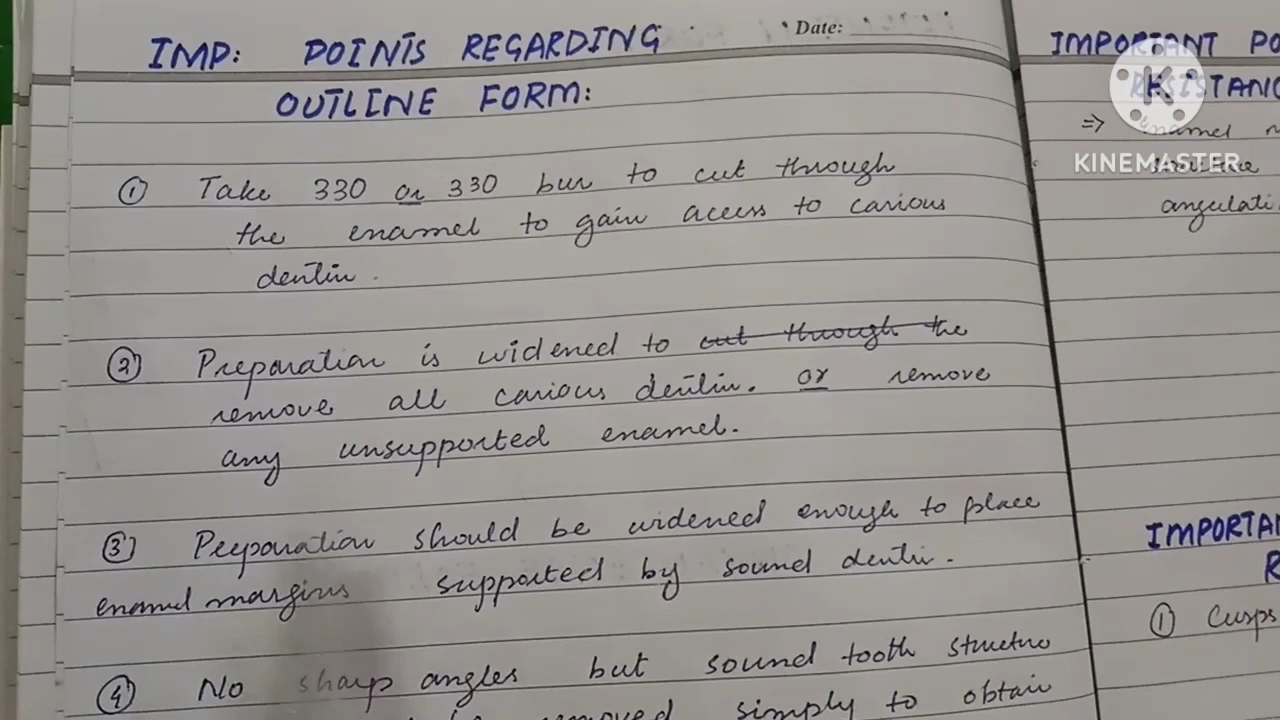 Date:
IMP: POINTS REGARDING
OUTLINE FORM:
① Take 330 or 330 bur to cut through
the enamel to gain access to carious
dentin.
② Preparation is widened to cut through the
remove all carious dentin. or remove
any unsupported enamel.
③ Preparation should be widened enough to place
enamel margins supported by sound dentin.
④ No sharp angles but sound tooth structure
removed simply to obtain
IMPORTANT PO
RESISTANC
=> enamel
angulati
IMPORTAN
R
① Cusps
K
KINEMASTER